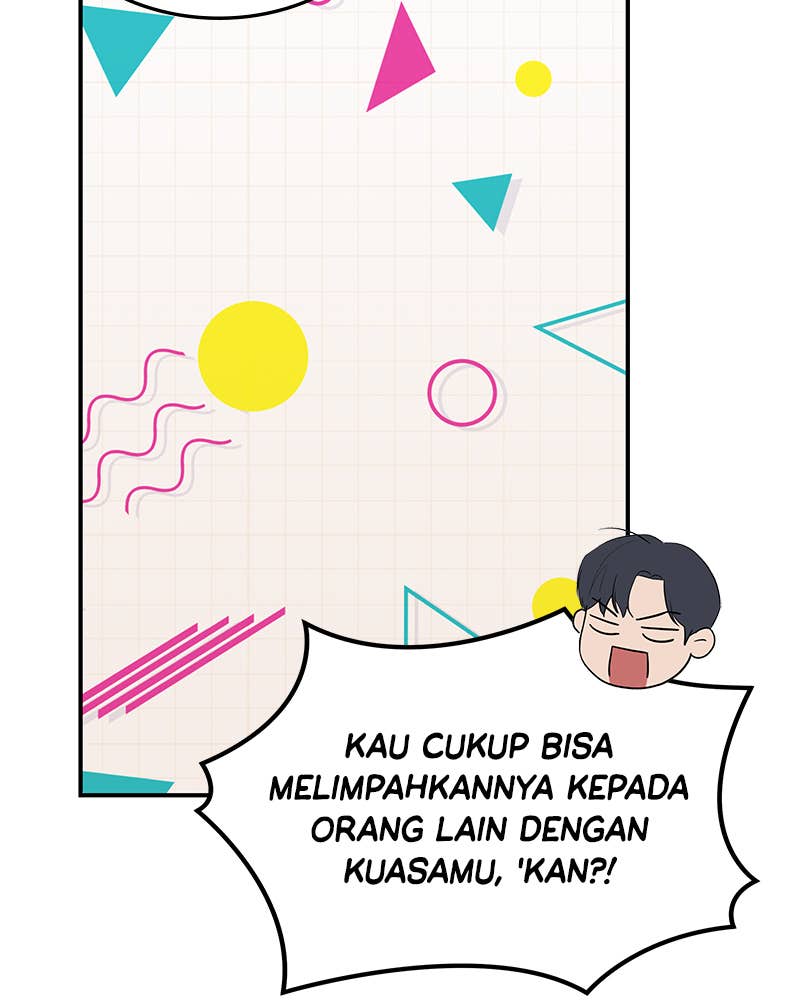 KAU CUKUP BISA
MELIMPAHKANNYA KEPADA
ORANG LAIN DENGAN
KUASAMU, 'KAN?!